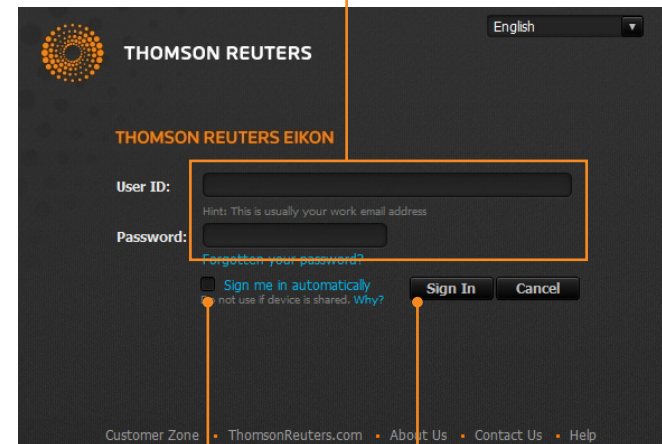 English
THOMSON REUTERS
THOMSON REUTERS EIKON
User ID:
Hint: This is usually your work email address
Password:
Forgotten your password?
Sign me in automatically
Do not use if device is shared. Why?
Sign In Cancel
Customer Zone ▪ ThomsonReuters.com ▪ About Us ▪ Contact Us ▪ Help